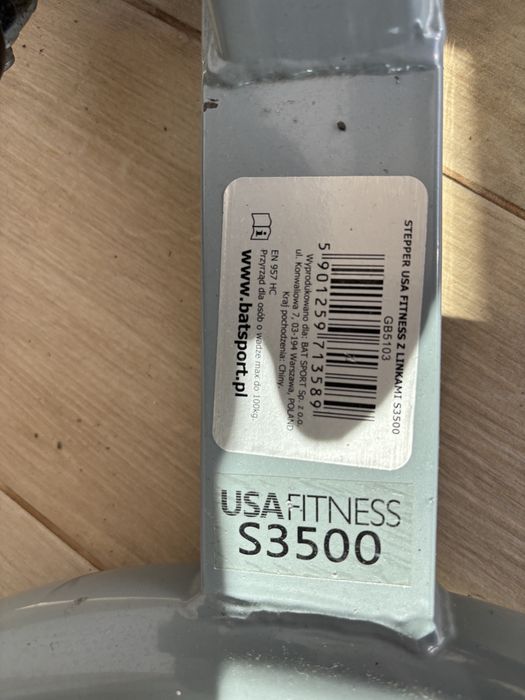 STEPPER USA FITNESS Z LINKAMI S3500
GB5103
5 901259 713589
Wyprodukowano dla: BAT SPORT Sp. z o.o.
ul. Konwaliowa 7, 03-194 Warszawa, POLAND
Kraj pochodzenia: Chiny.
EN 957 HC
Przyrząd dla osób o wadze max do 100kg.
www.batsport.pl
USAFITNESS
S3500